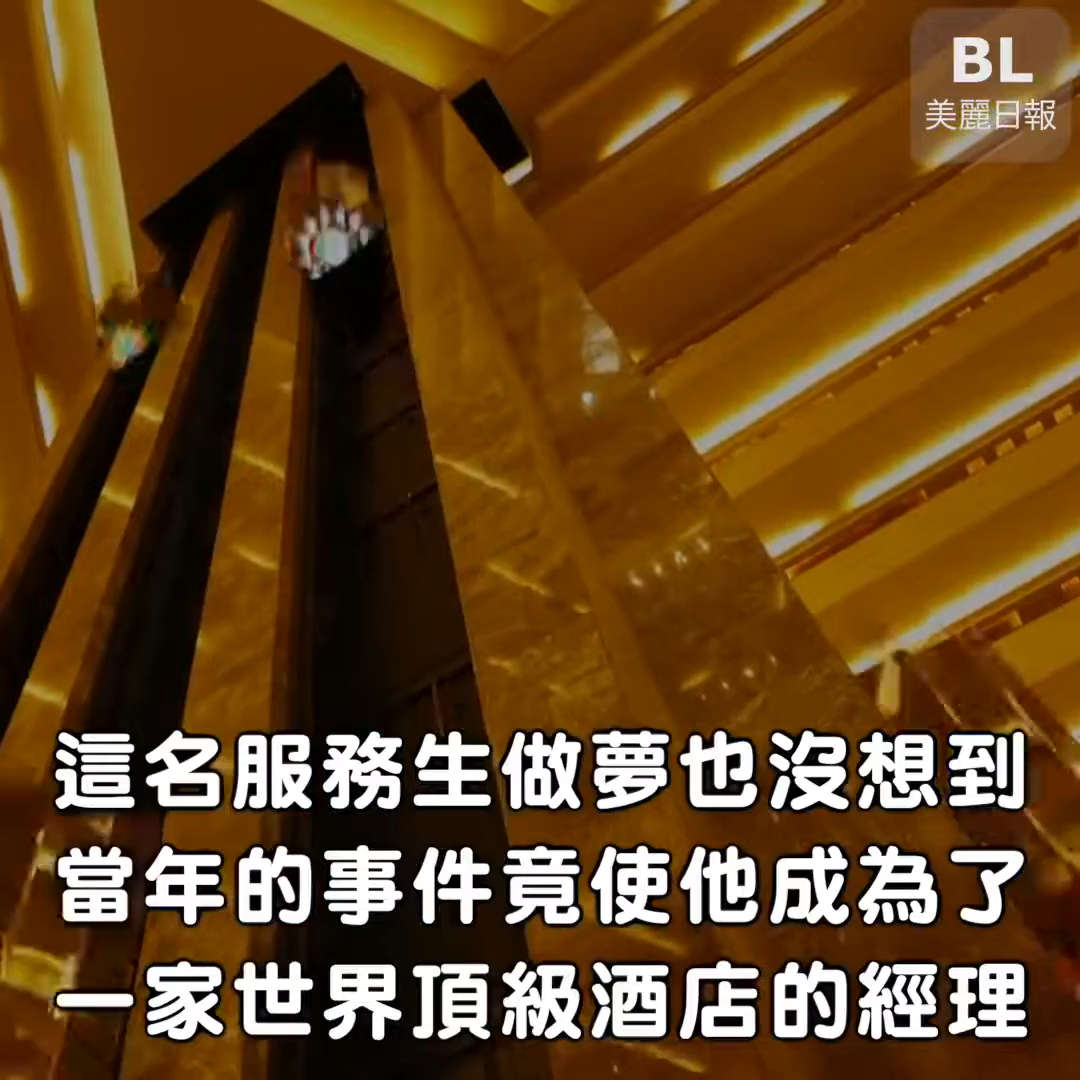 BL
美麗日報
這名服務生做夢也沒想到
當年的事件竟使他成為了
一家世界頂級酒店的經理